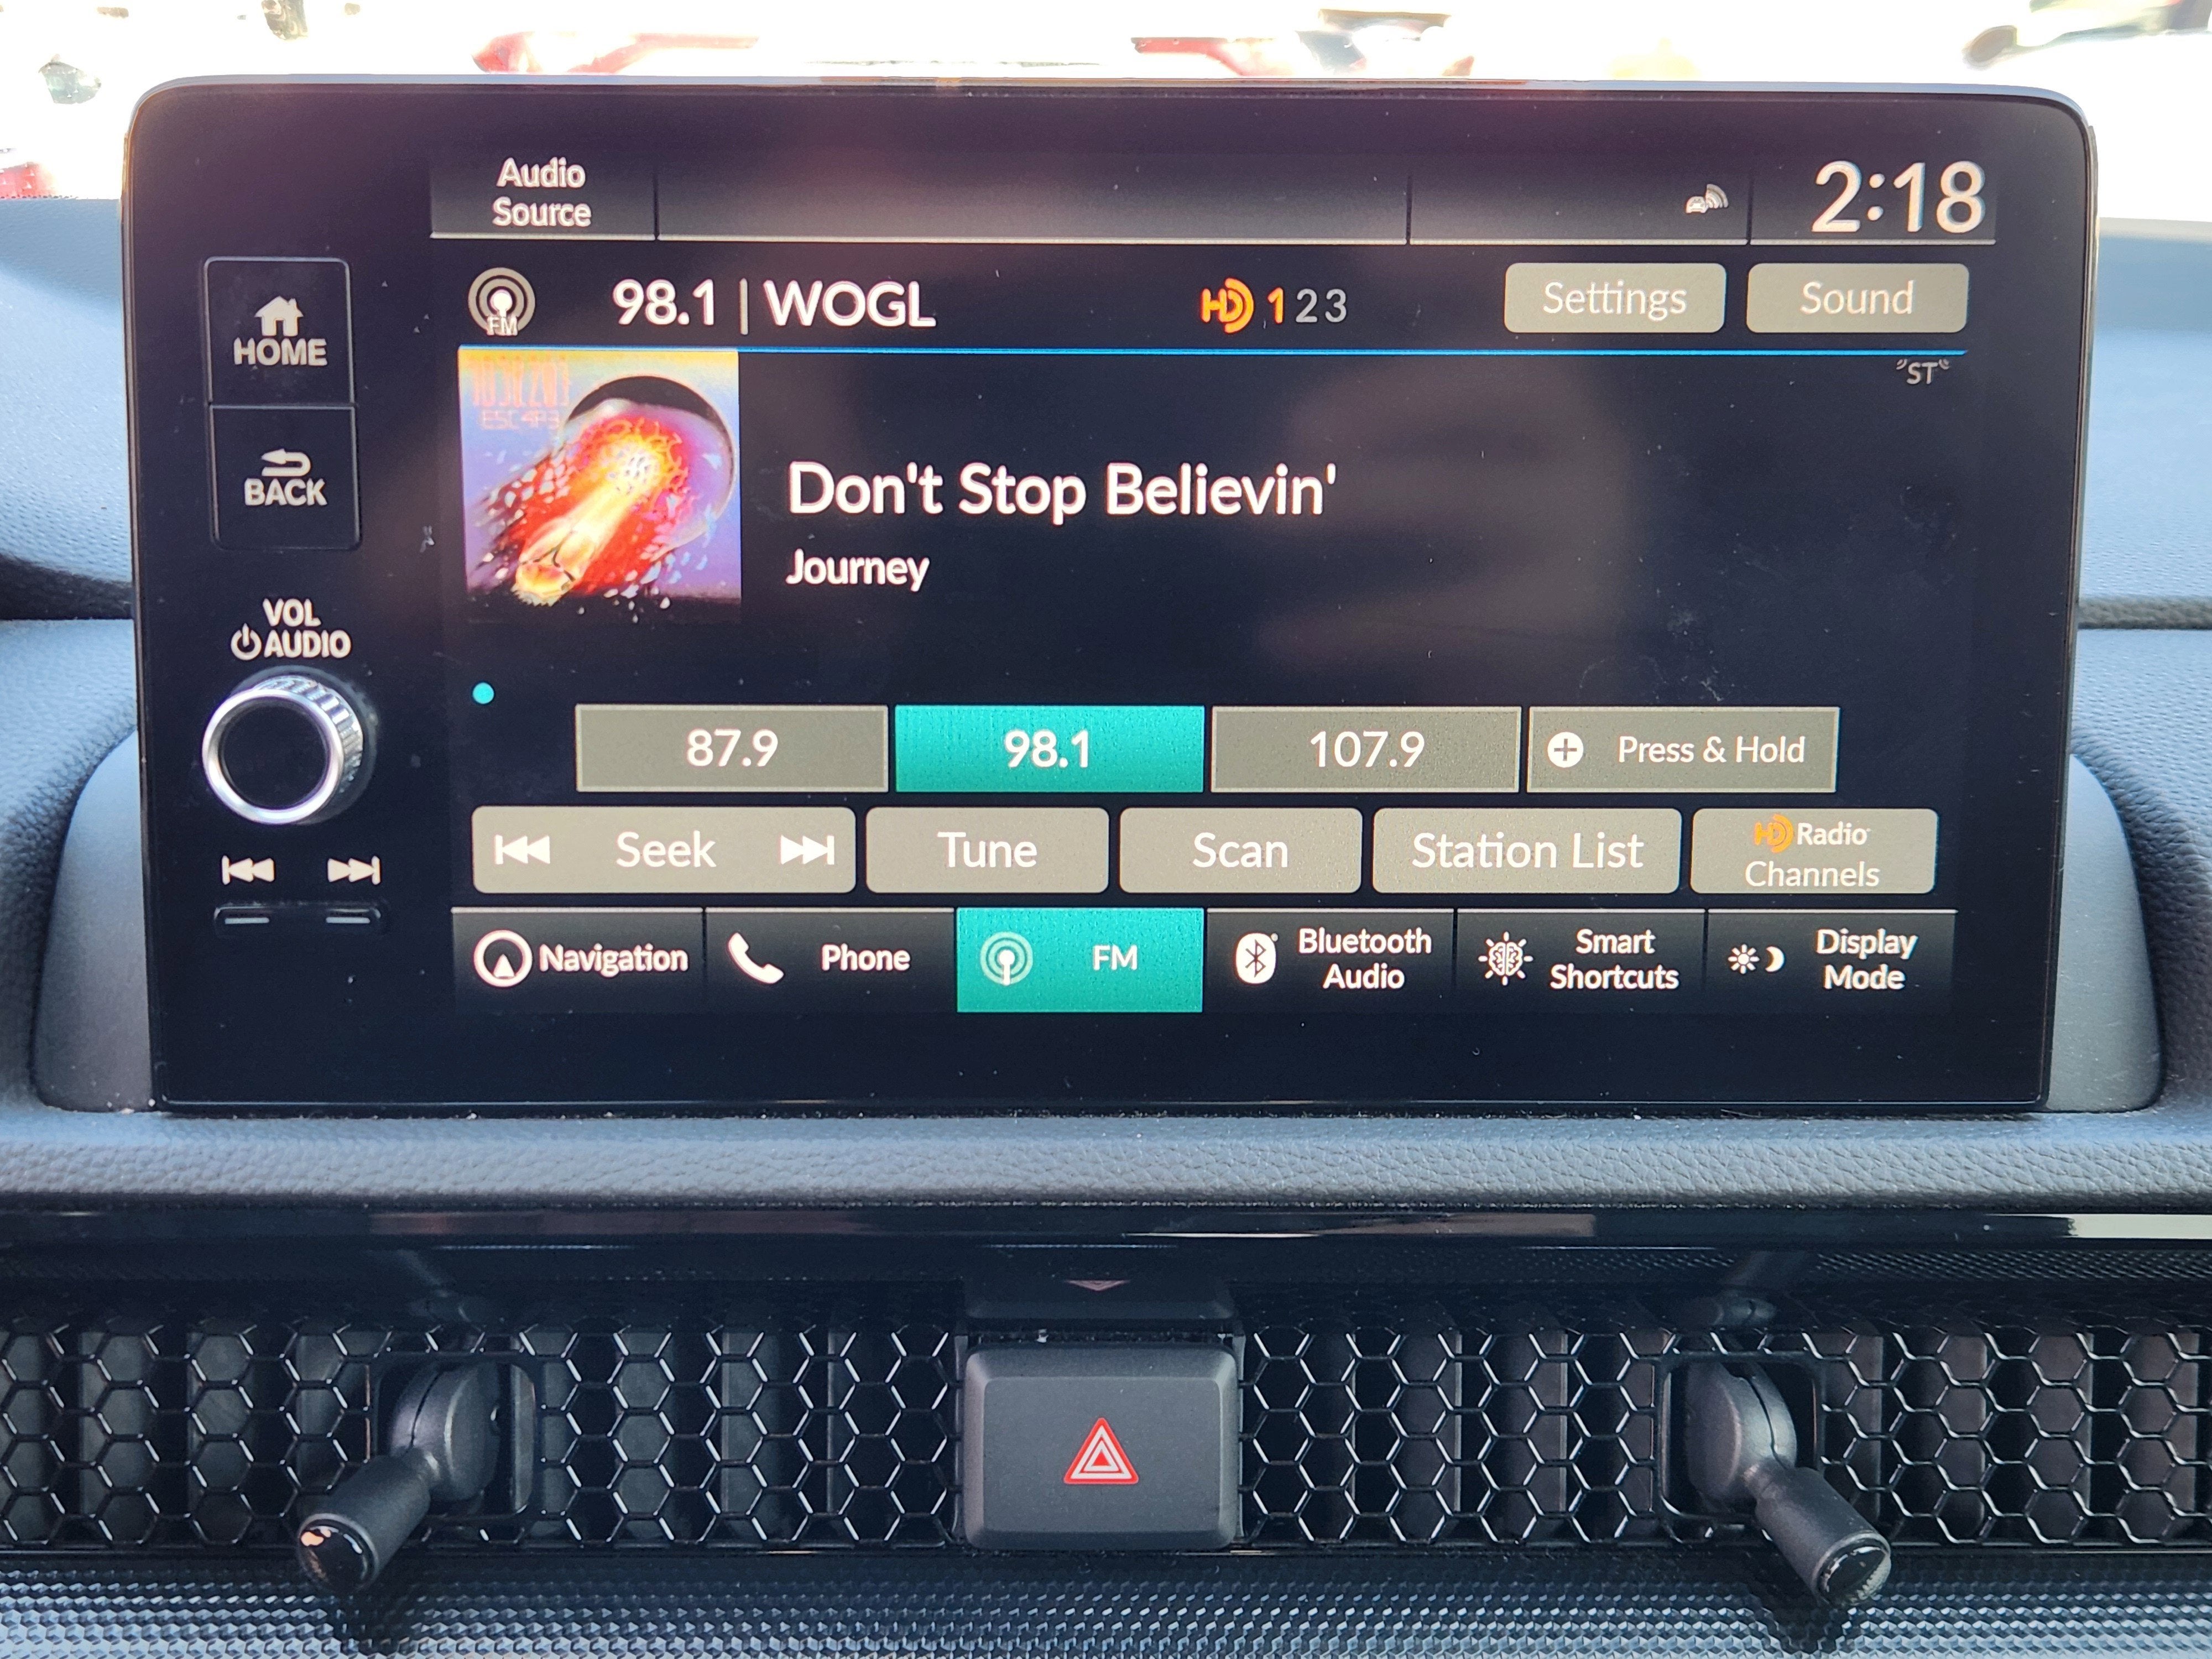 Audio
Source
2:18
HOME
FM
98.1 | WOGL
HD 1 2 3
Settings
Sound
"ST"
ESC4P3
Don't Stop Believin'
Journey
BACK
VOL
AUDIO
87.9
98.1
107.9
Press & Hold
Seek
Tune
Scan
Station List
HD Radio
Channels
Navigation
Phone
FM
Bluetooth
Audio
Smart
Shortcuts
Display
Mode